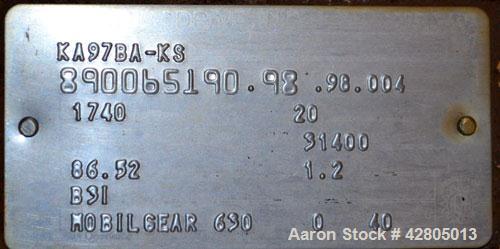 KA97BA-KS
890065190.98 .98.004
1740 20
31400
86.52 1.2
B3I
MOBILGEAR 630 0 40
Aaron Stock # 42805013